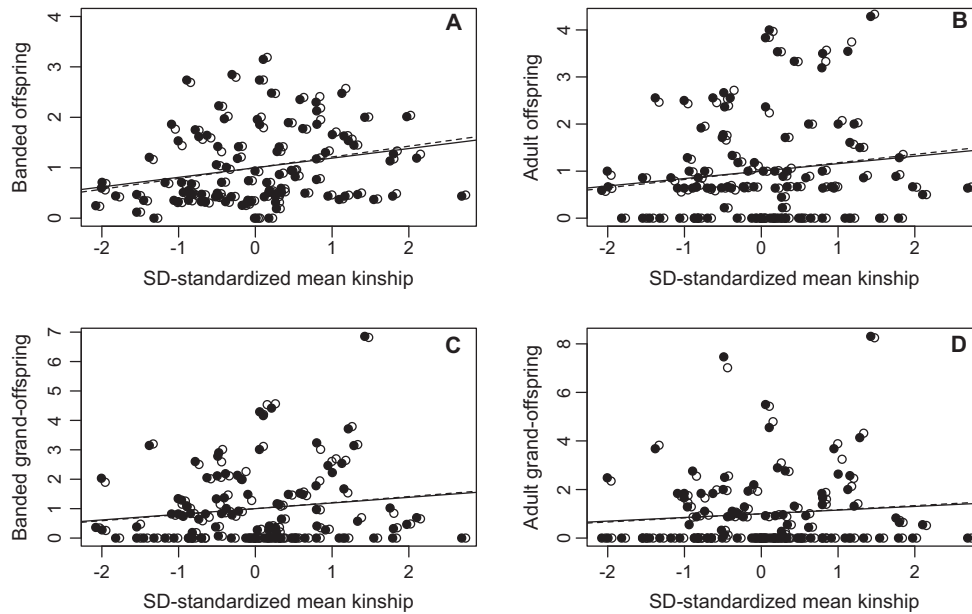 A
Banded offspring
4
3
2
1
0
-2 -1 0 1 2
SD-standardized mean kinship
B
Adult offspring
4
3
2
1
0
-2 -1 0 1 2
SD-standardized mean kinship
C
Banded grand-offspring
7
6
5
4
3
2
1
0
-2 -1 0 1 2
SD-standardized mean kinship
D
Adult grand-offspring
8
6
4
2
0
-2 -1 0 1 2
SD-standardized mean kinship